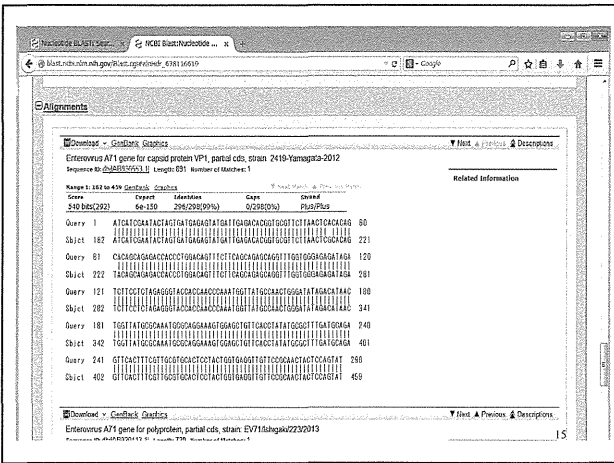 Nucleotide BLAST: Sear... x
NCBI Blast:Nucleotide ... x
blast.ncbi.nlm.nih.gov/Blast.cgi
Google
Alignments
Download GenBank Graphics
Next Previous Descriptions
Enterovirus A71 gene for capsid protein VP1, partial cds, strain: 2419-Yamagata-2012
Sequence ID: Length: 891 Number of Matches: 1
Related Information
Range 1: 162 to 459 GenBank Graphics
Next Match Previous Match
Score Expect Identities Gaps Strand
540 bits(292) 6e-150 296/298(99%) 0/298(0%) Plus/Plus
Query 1 ATCATCGAATACTAGTGATGAGAGTATGATTGAGACACGGTGCGTTCTTAACTCACACAG 60
Sbjct 162 ATCATCGAATACTAGTGATGAGAGTATGATTGAGACACGGTGCGTTCTTAACTCGCACAG 221
Query 61 CACAGCAGAGACCACCCTGGACAGTTTCTTCAGCAGAGCAGGTTTGGTGGGAGAGATAGA 120
Sbjct 222 TACAGCAGAGACCACCCTGGACAGTTTCTTCAGCAGAGCAGGTTTGGTGGGAGAGATAGA 281
Query 121 TCTTCCTCTAGAGGGTACCACCAACCCAAATGGTTATGCCAACTGGGATATAGACATAAC 180
Sbjct 282 TCTTCCTCTAGAGGGTACCACCAACCCAAATGGTTATGCCAACTGGGATATAGACATAAC 341
Query 181 TGGTTATGCGCAAATGCGCAGGAAAGTGGAGCTGTTCACCTATATGCGCTTTGATGCAGA 240
Sbjct 342 TGGTTATGCGCAAATGCGCAGGAAAGTGGAGCTGTTCACCTATATGCGCTTTGATGCAGA 401
Query 241 GTTCACTTTCGTTGCGTGCACTCCTACTGGTGAGGTTGTTCCGCAACTACTCCAGTAT 298
Sbjct 402 GTTCACTTTCGTTGCGTGCACTCCTACTGGTGAGGTTGTTCCGCAACTACTCCAGTAT 459
Download GenBank Graphics
Next Previous Descriptions
Enterovirus A71 gene for polyprotein, partial cds, strain: EV71/Ishigaki/223/2013
15